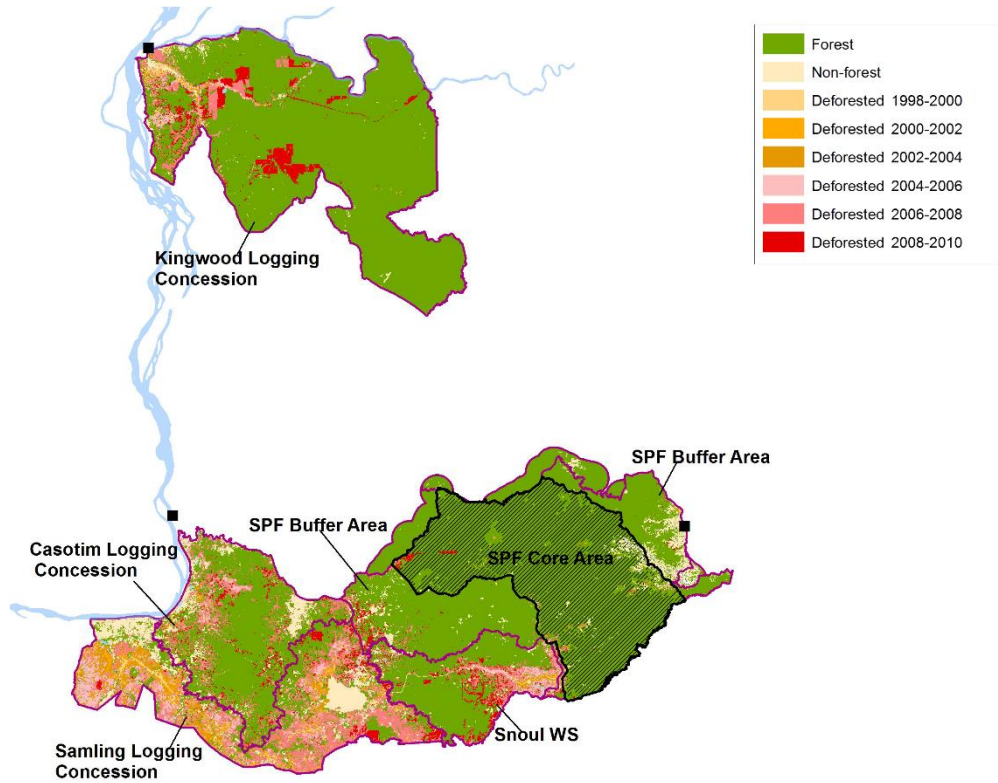 Forest
Non-forest
Deforested 1998-2000
Deforested 2000-2002
Deforested 2002-2004
Deforested 2004-2006
Deforested 2006-2008
Deforested 2008-2010
Kingwood Logging
Concession
SPF Buffer Area
SPF Buffer Area
Casotim Logging
Concession
SPF Core Area
Snoul WS
Samling Logging
Concession